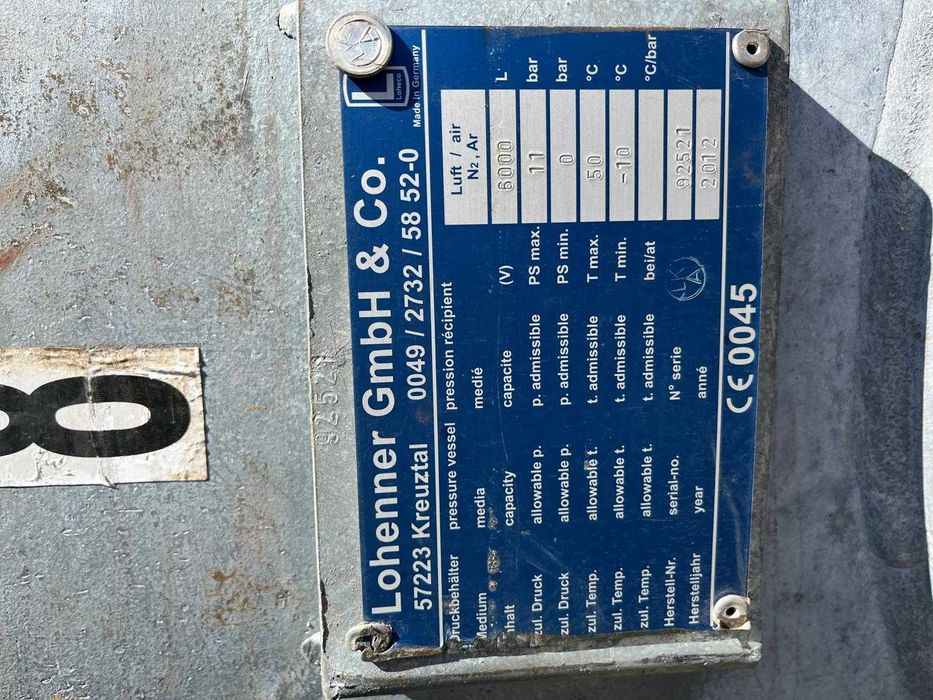 Lohenner GmbH & Co.
L
Loheco
57223 Kreuztal 0049 / 2732 / 58 52-0 Made in Germany
Druckbehälter pressure vessel pression récipient Luft / air
Medium media medié N2, Ar
Inhalt capacity capacite (V) 6000 L
zul. Druck allowable p. p. admissible PS max. 11 bar
zul. Druck allowable p. p. admissible PS min. 0 bar
zul. Temp. allowable t. t. admissible T max. 50 °C
zul. Temp. allowable t. t. admissible T min. -10 °C
zul. Temp. allowable t. t. admissible bei/at °C/bar
Herstell-Nr. serial-no. N° serie 92521
Herstelljahr year anné 2012
CE 0045
92521
8